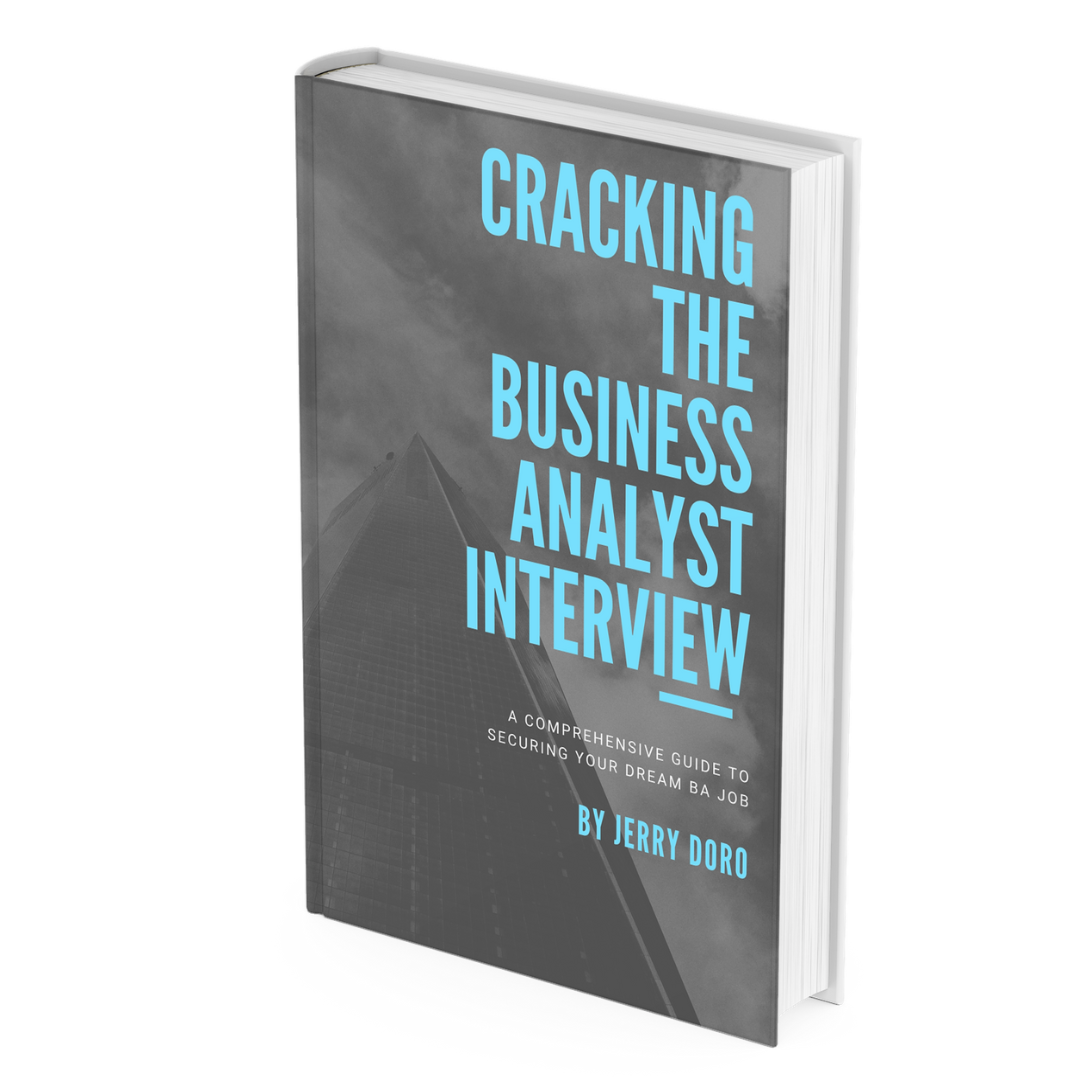 CRACKING
THE
BUSINESS
ANALYST
INTERVIEW
A COMPREHENSIVE GUIDE TO
SECURING YOUR DREAM BA JOB
BY JERRY DORO